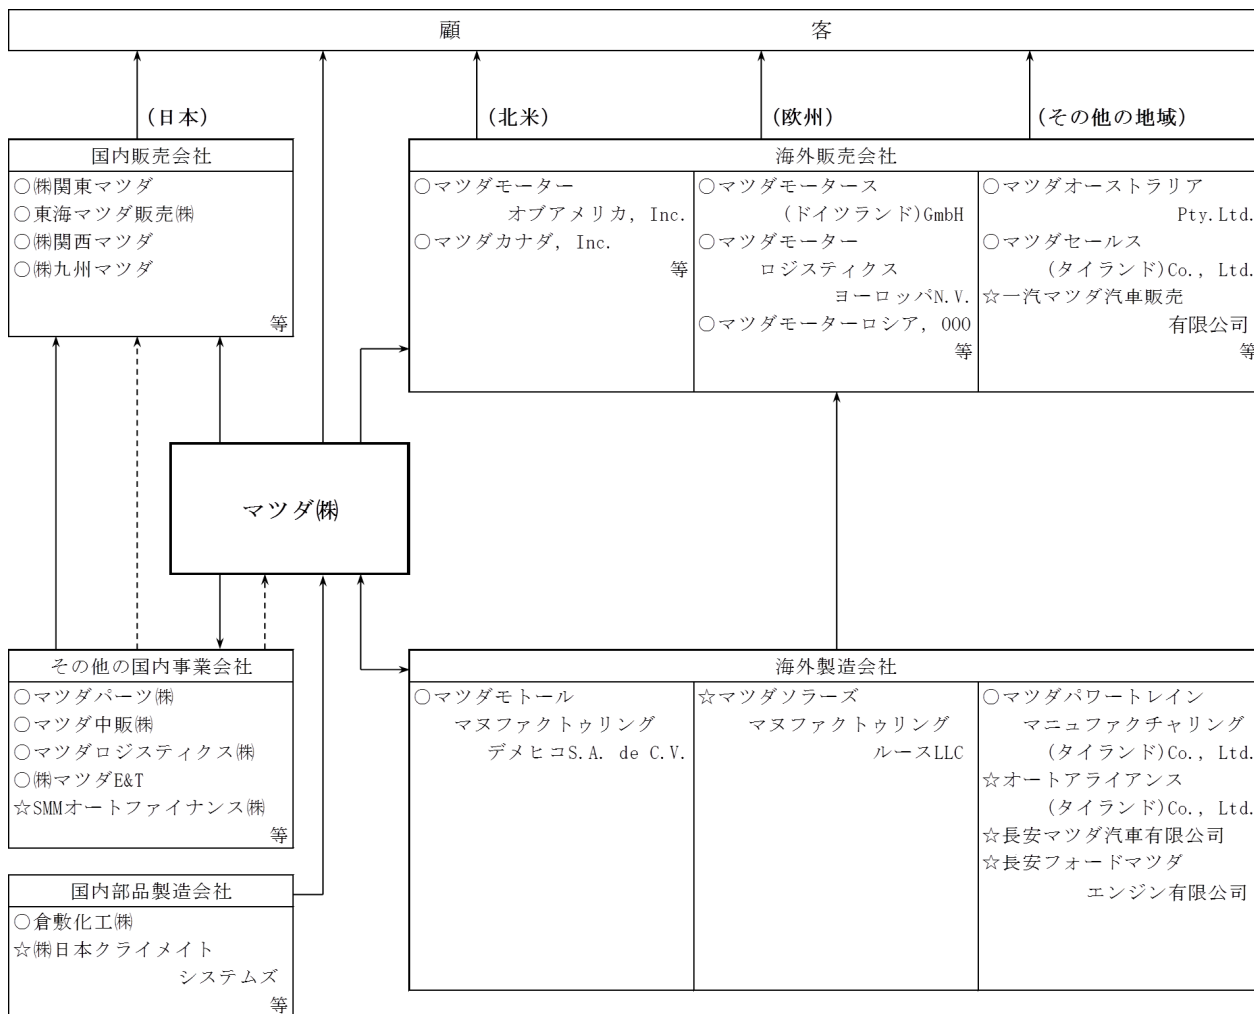 顧 客
(日本)
(北米)
(欧州)
(その他の地域)
国内販売会社
○㈱関東マツダ
○東海マツダ販売㈱
○㈱関西マツダ
○㈱九州マツダ
等
海外販売会社
○マツダモーター
オブアメリカ, Inc.
○マツダカナダ, Inc.
等
○マツダモータース
(ドイツランド)GmbH
○マツダモーター
ロジスティクス
ヨーロッパN.V.
○マツダモーターロシア, OOO
等
○マツダオーストラリア
Pty.Ltd.
○マツダセールス
(タイランド)Co., Ltd.
☆一汽マツダ汽車販売
有限公司
等
マツダ㈱
その他の国内事業会社
○マツダパーツ㈱
○マツダ中販㈱
○マツダロジスティクス㈱
○㈱マツダE&T
☆SMMオートファイナンス㈱
等
国内部品製造会社
○倉敷化工㈱
☆㈱日本クライメイト
システムズ
等
海外製造会社
○マツダモトール
マヌファクトゥリング
デメヒコS.A. de C.V.
☆マツダソラーズ
マヌファクトゥリング
ルースLLC
○マツダパワートレイン
マニュファクチャリング
(タイランド)Co., Ltd.
☆オートアライアンス
(タイランド)Co., Ltd.
☆長安マツダ汽車有限公司
☆長安フォードマツダ
エンジン有限公司